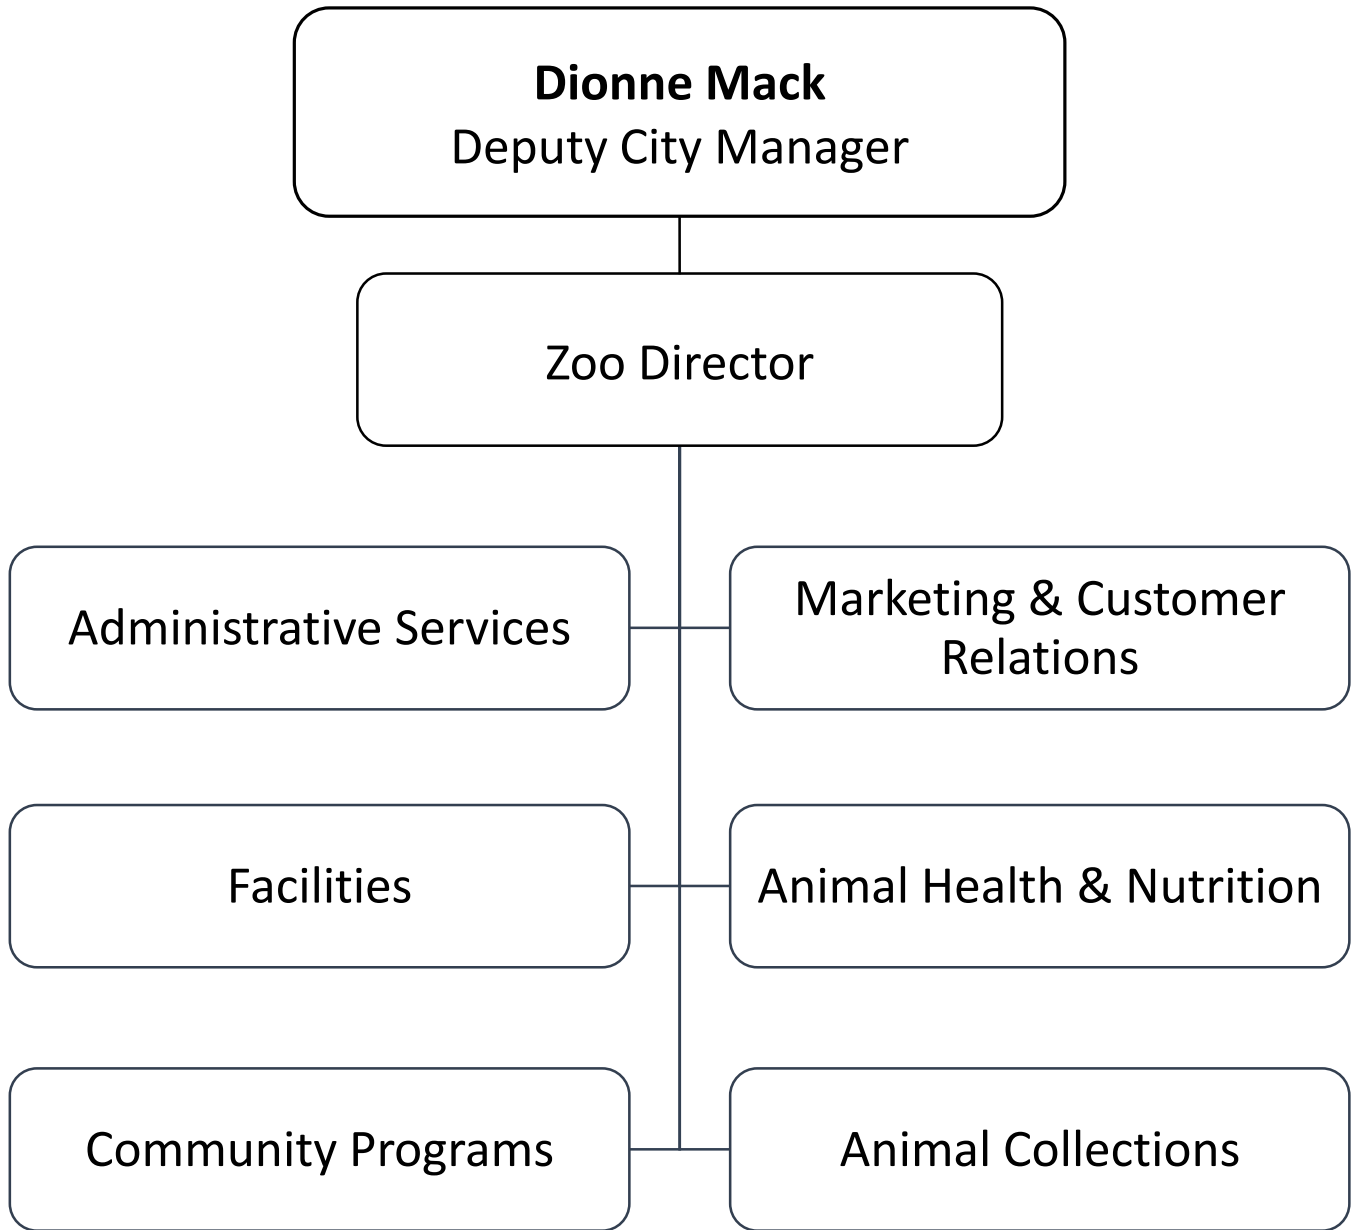 Dionne Mack
Deputy City Manager
Zoo Director
Administrative Services
Marketing & Customer
Relations
Facilities
Animal Health & Nutrition
Community Programs
Animal Collections